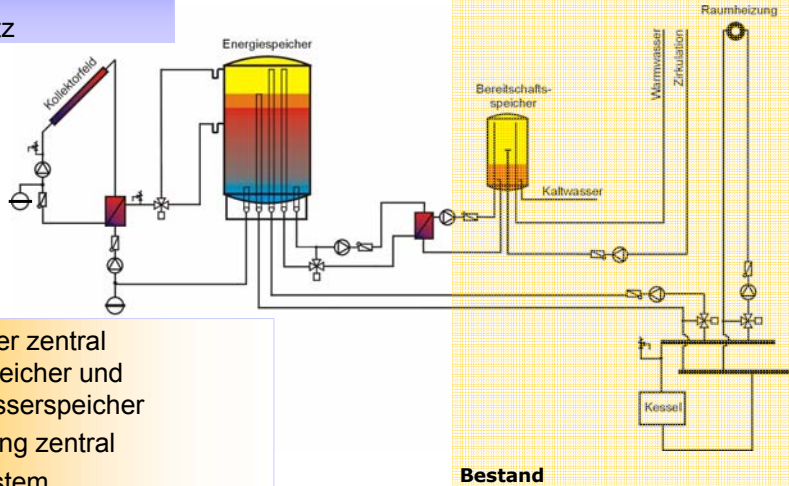 tz
Energiespeicher
Kollektorfeld
Bereitschafts-
speicher
Kaltwasser
Warmwasser
Zirkulation
Raumheizung
Kessel
er zentral
eicher und
sserspeicher
ng zentral
stem
Bestand